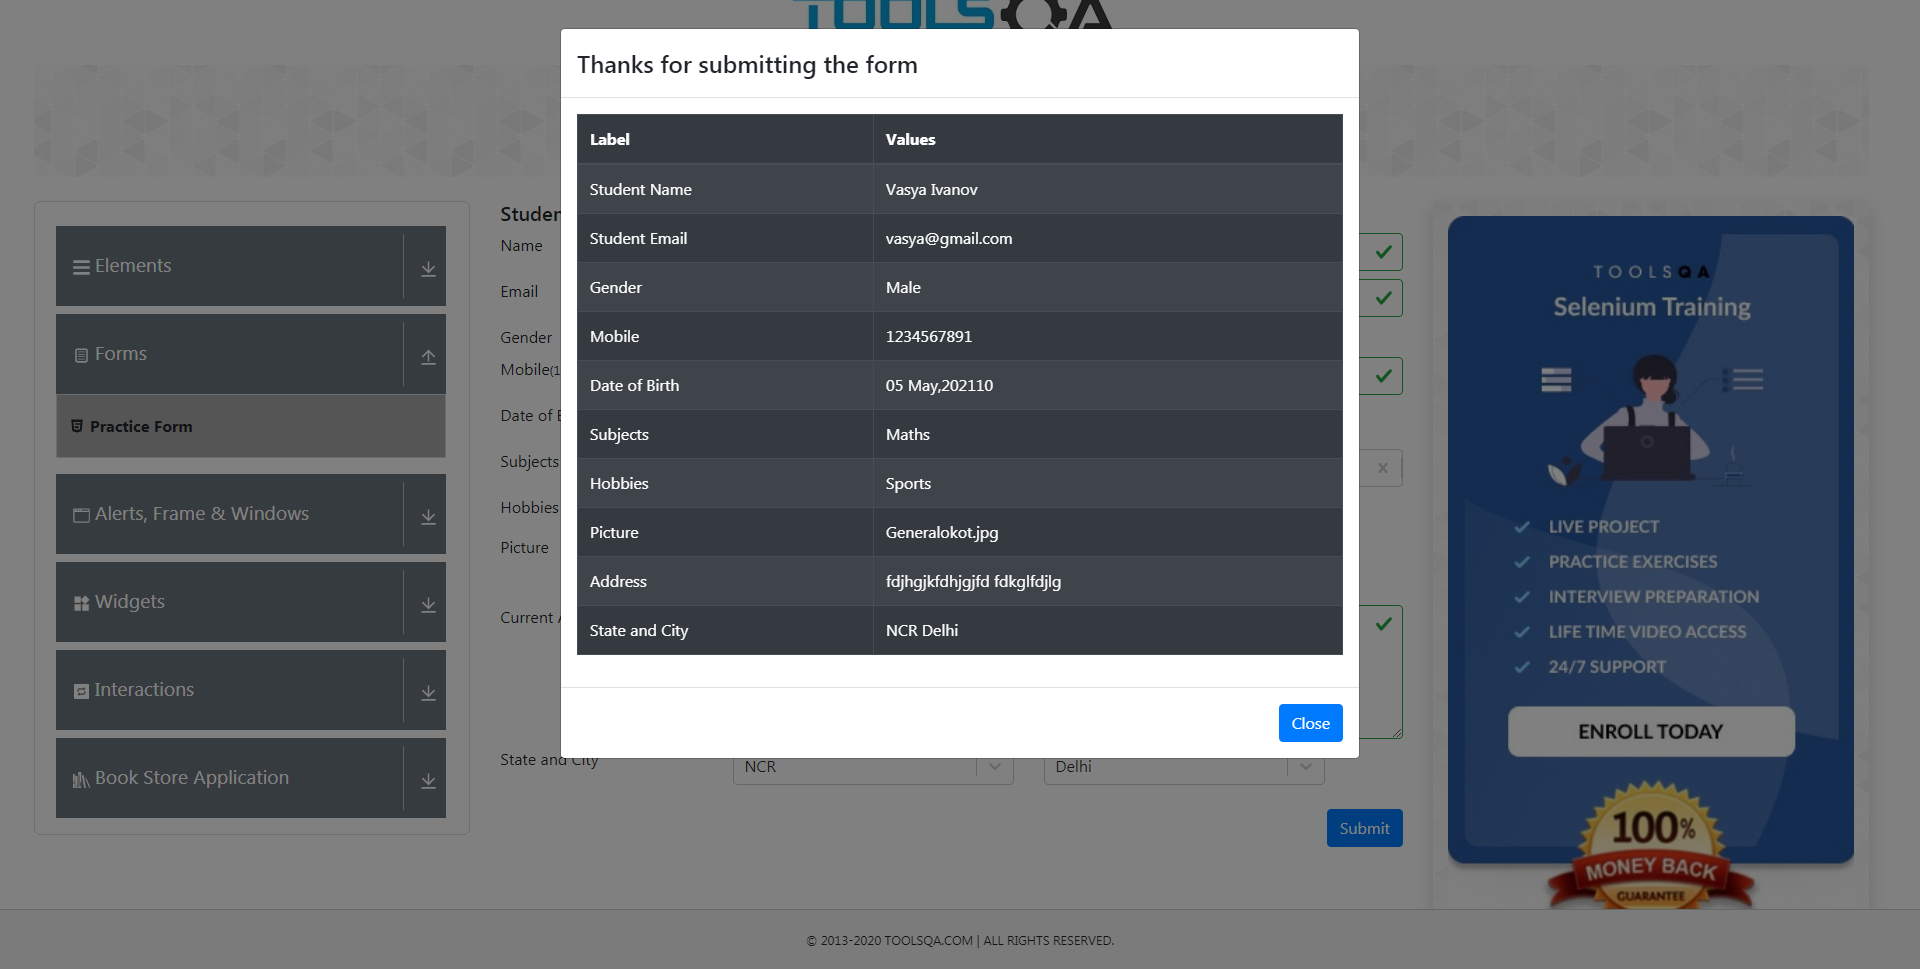 TOOLSQA
Thanks for submitting the form
Label Values
Student Name Vasya Ivanov
Student Email vasya@gmail.com
Gender Male
Mobile 1234567891
Date of Birth 05 May,202110
Subjects Maths
Hobbies Sports
Picture Generalokot.jpg
Address fdjhgjkfdhjgjfd fdkglfdjlg
State and City NCR Delhi
Close
Elements
Forms
Practice Form
Alerts, Frame & Windows
Widgets
Interactions
Book Store Application
Name
Email
Gender
Mobile(1
Date of
Subjects
Hobbies
Picture
Current
State and City NCR Delhi
Submit
TOOLSQA
Selenium Training
LIVE PROJECT
PRACTICE EXERCISES
INTERVIEW PREPARATION
LIFE TIME VIDEO ACCESS
24/7 SUPPORT
ENROLL TODAY
100%
MONEY BACK
GUARANTEE
© 2013-2020 TOOLSQA.COM | ALL RIGHTS RESERVED.